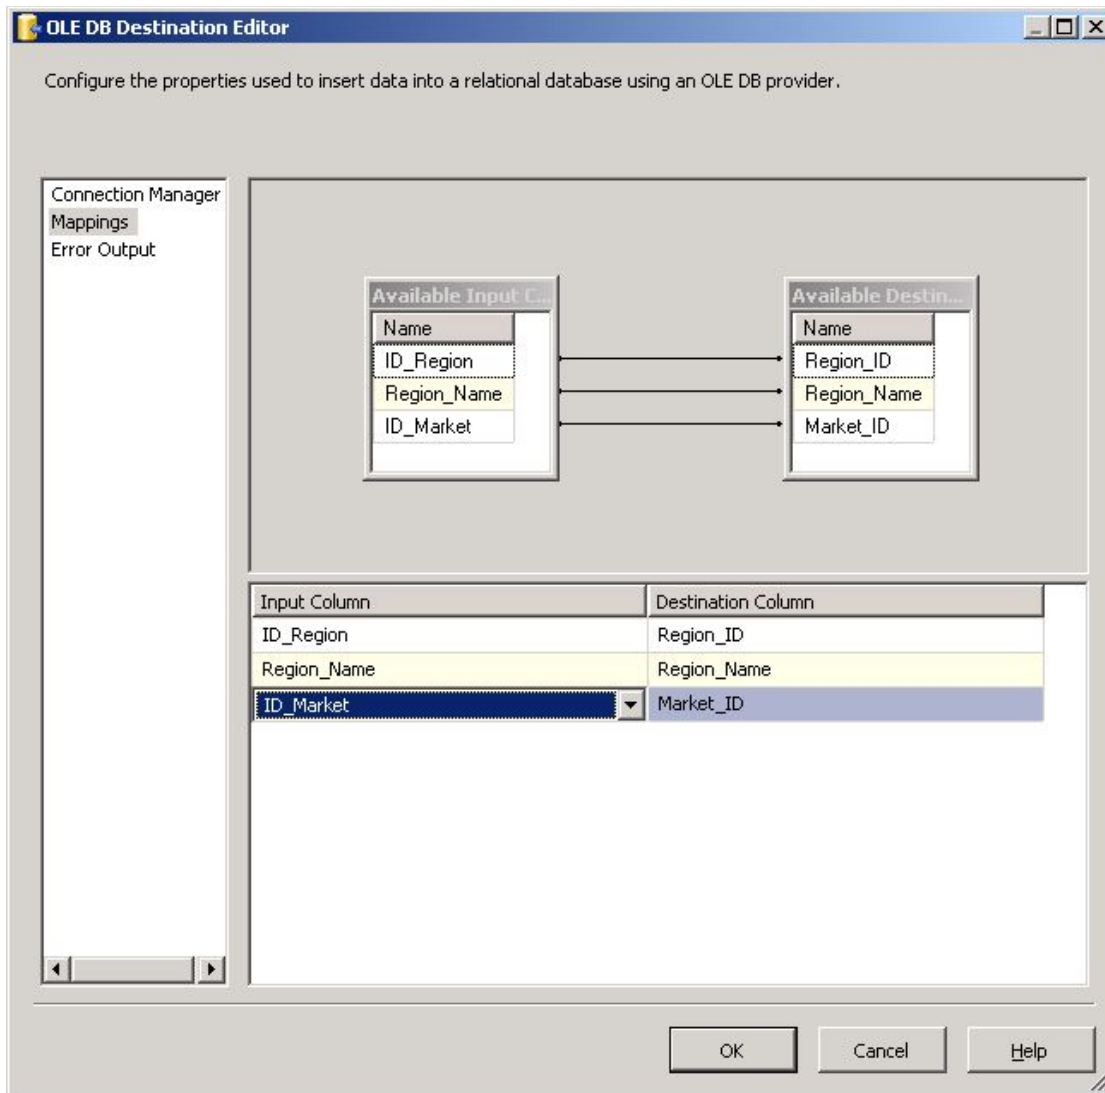 OLE DB Destination Editor
Configure the properties used to insert data into a relational database using an OLE DB provider.
Connection Manager
Mappings
Error Output
Available Input C...
Name
ID_Region
Region_Name
ID_Market
Available Destin...
Name
Region_ID
Region_Name
Market_ID
Input Column Destination Column
ID_Region Region_ID
Region_Name Region_Name
ID_Market Market_ID
OK Cancel Help